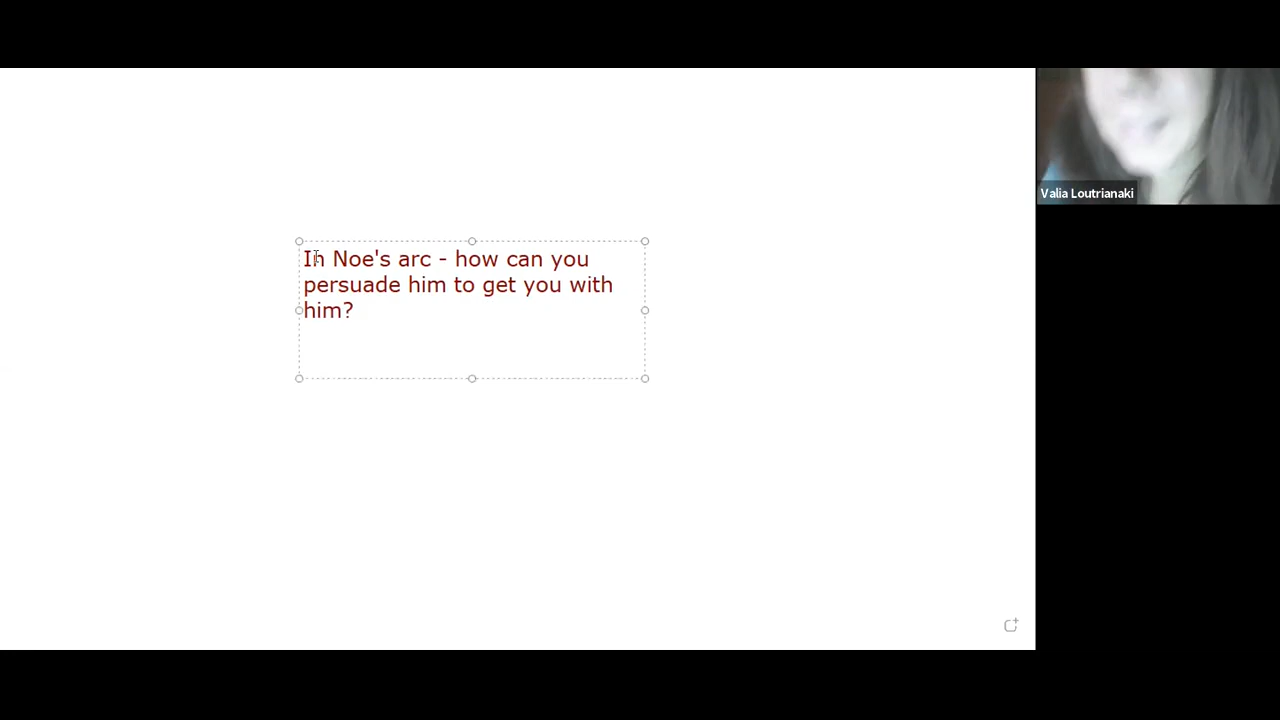 In Noe's arc - how can you
persuade him to get you with
him?
Valia Loutrianaki